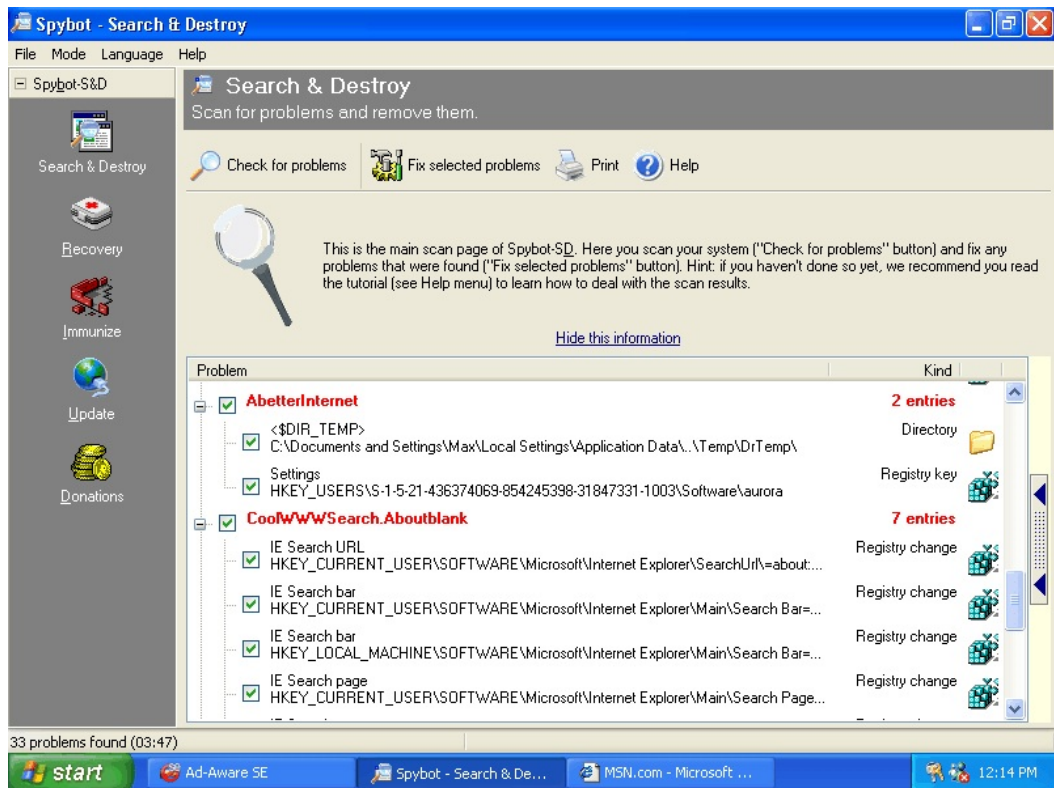 Spybot - Search & Destroy
File Mode Language Help
Spybot-S&D
Search & Destroy
Recovery
Immunize
Update
Donations
Search & Destroy
Scan for problems and remove them.
Check for problems
Fix selected problems
Print
Help
This is the main scan page of Spybot-SD. Here you scan your system ("Check for problems" button) and fix any
problems that were found ("Fix selected problems" button). Hint: if you haven't done so yet, we recommend you read
the tutorial (see Help menu) to learn how to deal with the scan results.
Hide this information
Problem Kind
AbetterInternet 2 entries
<$DIR_TEMP> Directory
C:\Documents and Settings\Max\Local Settings\Application Data\..\Temp\DrTemp\
Settings Registry key
HKEY_USERS\S-1-5-21-436374069-854245398-31847331-1003\Software\aurora
CoolWWWSearch.Aboutblank 7 entries
IE Search URL Registry change
HKEY_CURRENT_USER\SOFTWARE\Microsoft\Internet Explorer\SearchUrl\=about:...
IE Search bar Registry change
HKEY_CURRENT_USER\SOFTWARE\Microsoft\Internet Explorer\Main\Search Bar=...
IE Search bar Registry change
HKEY_LOCAL_MACHINE\SOFTWARE\Microsoft\Internet Explorer\Main\Search Bar=...
IE Search page Registry change
HKEY_CURRENT_USER\SOFTWARE\Microsoft\Internet Explorer\Main\Search Page...
33 problems found (03:47)
start
Ad-Aware SE
Spybot - Search & De...
MSN.com - Microsoft ...
12:14 PM